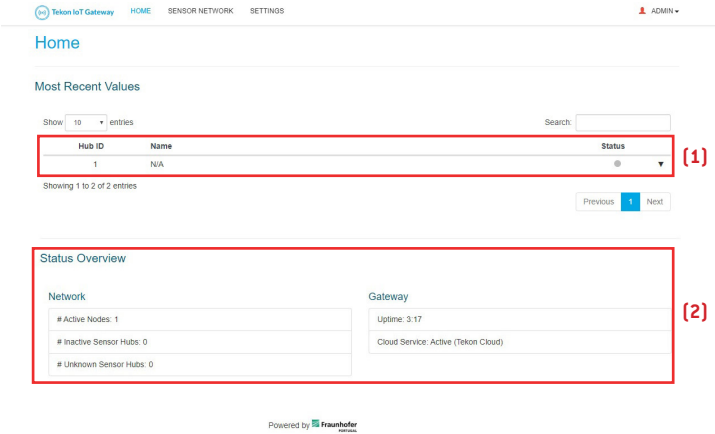 Tekon IoT Gateway HOME SENSOR NETWORK SETTINGS ADMIN
Home
Most Recent Values
Show 10 entries Search:
Hub ID Name Status
1 N/A
[1]
Showing 1 to 2 of 2 entries
Previous 1 Next
Status Overview
Network Gateway
# Active Nodes: 1 Uptime: 3:17
[2]
# Inactive Sensor Hubs: 0 Cloud Service: Active (Tekon Cloud)
# Unknown Sensor Hubs: 0
Powered by Fraunhofer
PORTUGAL